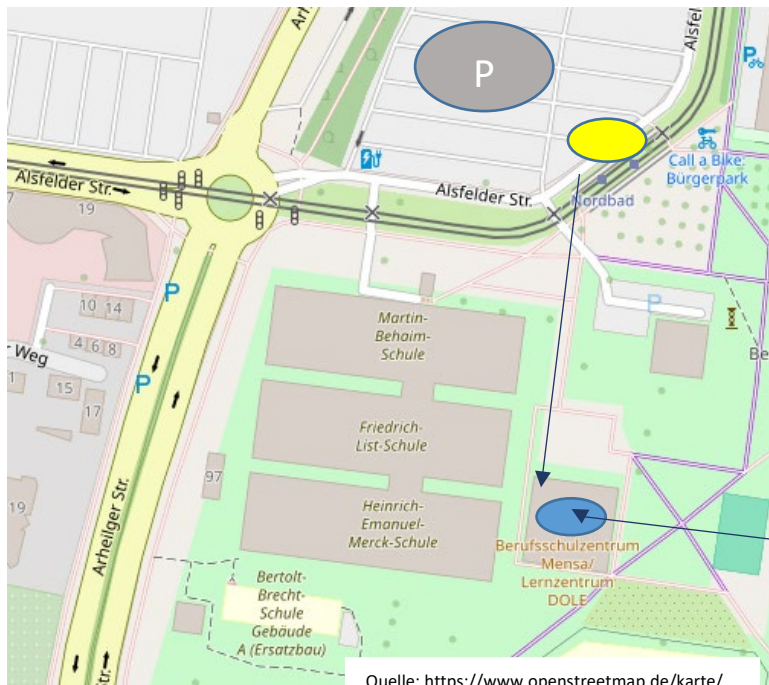 P
Alsfel
P
Alsfelder Str.
Alsfelder Str.
Nordbad
Call a Bike:
Bürgerpark
19
P
10 14
4 6 8
r Weg
15
17
P
19
Arheilger Str.
97
Martin-
Behaim-
Schule
Friedrich-
List-Schule
Heinrich-
Emanuel-
Merck-Schule
P
Be
Berufsschulzentrum
Mensa/
Lernzentrum
DOLE
Bertolt-
Brecht-
Schule
Gebäude
A (Ersatzbau)
Str.
Quelle: https://www.openstreetmap.de/karte/